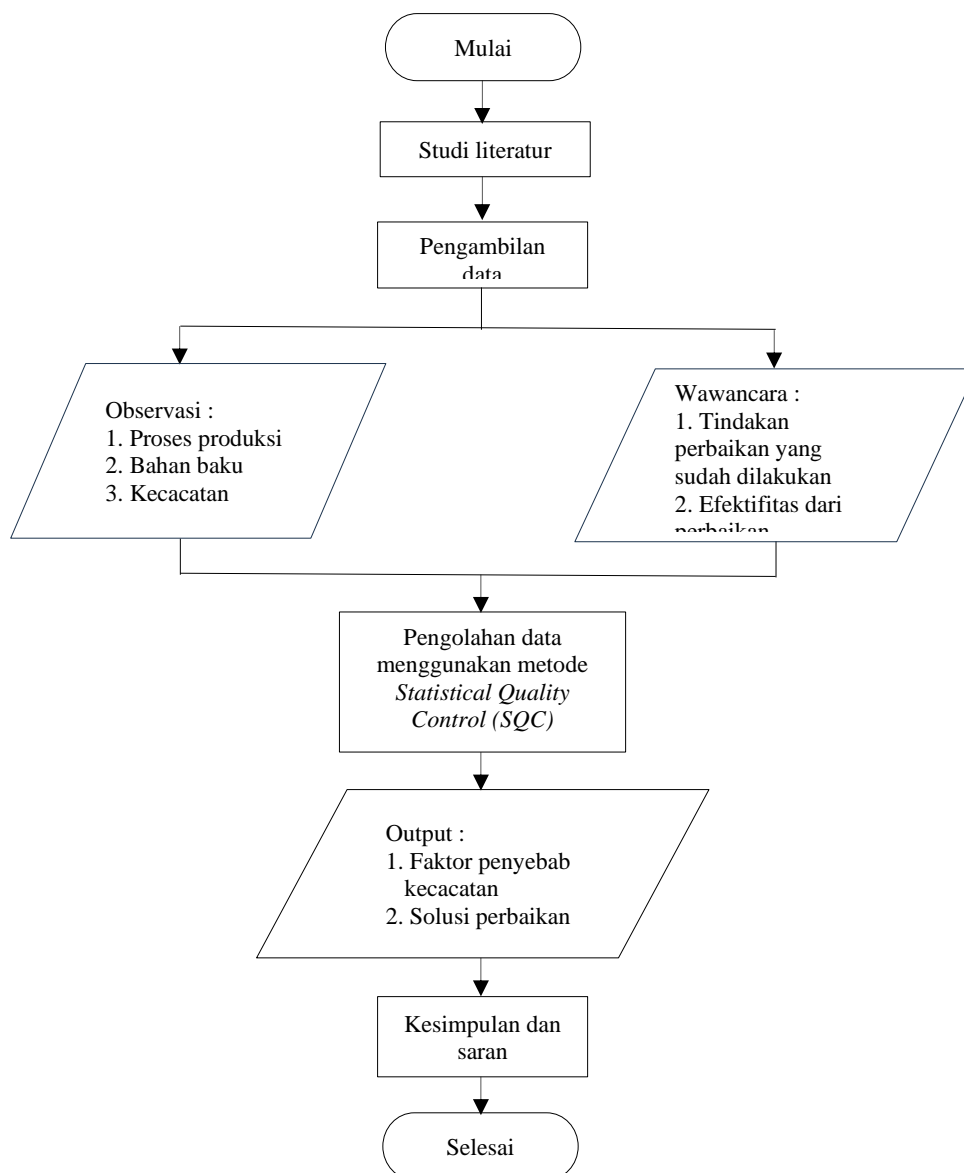 Mulai
Studi literatur
Pengambilan
data
Observasi :
1. Proses produksi
2. Bahan baku
3. Kecacatan
Wawancara :
1. Tindakan
perbaikan yang
sudah dilakukan
2. Efektifitas dari
perbaikan
Pengolahan data
menggunakan metode
Statistical Quality
Control (SQC)
Output :
1. Faktor penyebab
kecacatan
2. Solusi perbaikan
Kesimpulan dan
saran
Selesai